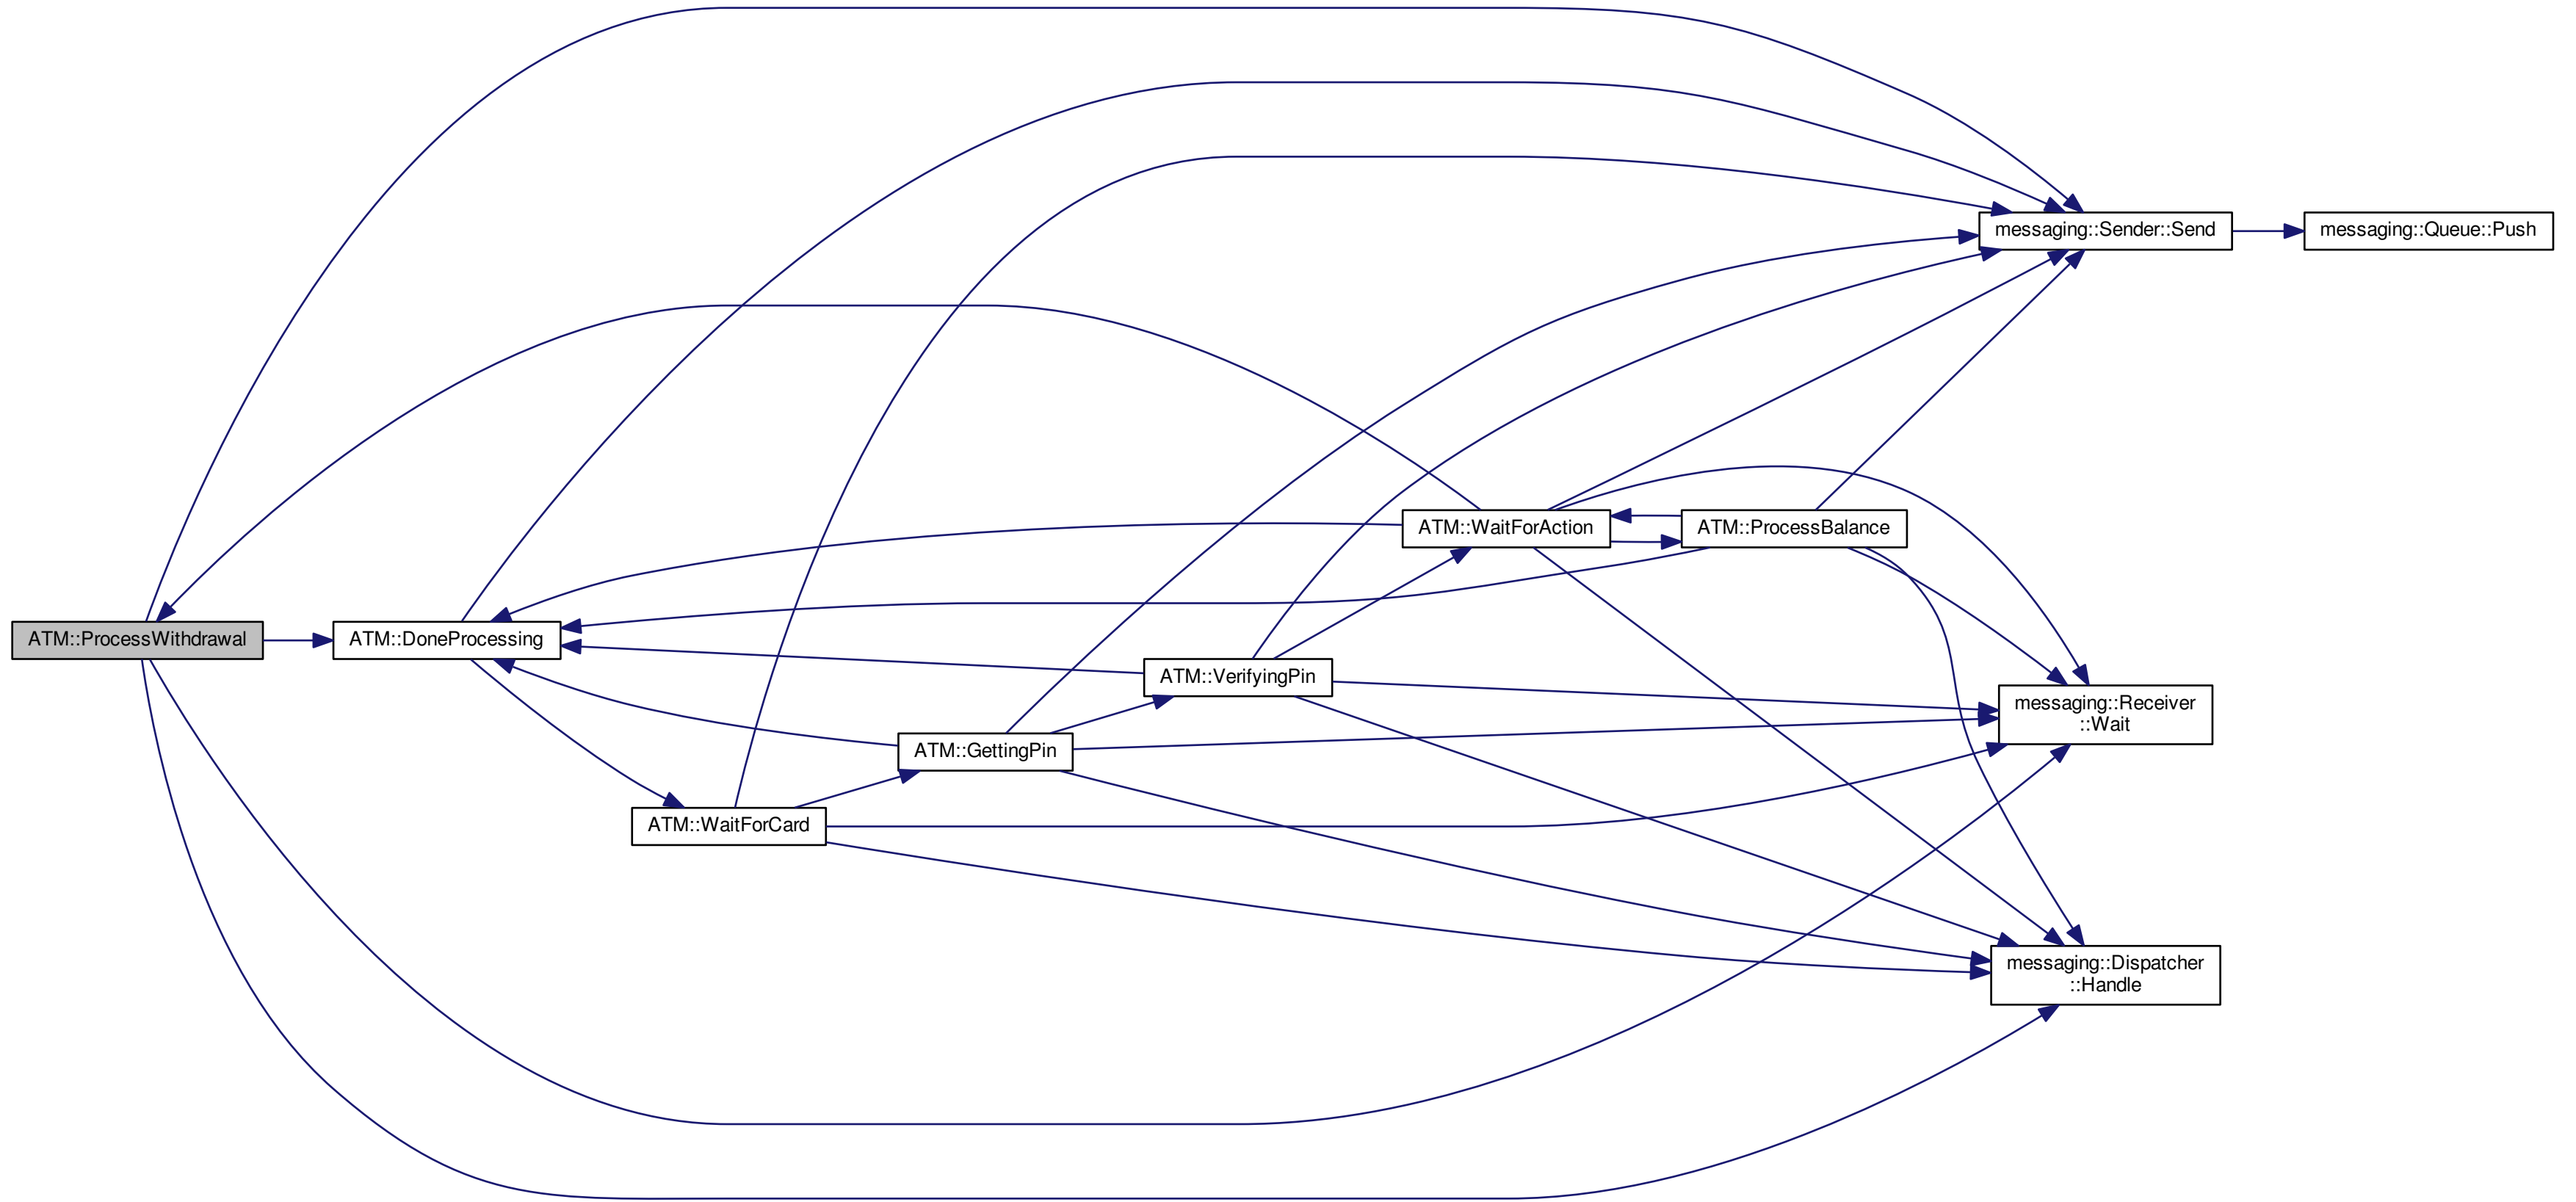 messaging::Sender::Send
messaging::Queue::Push
ATM::WaitForAction
ATM::ProcessBalance
ATM::ProcessWithdrawal
ATM::DoneProcessing
ATM::VerifyingPin
messaging::Receiver
::Wait
ATM::GettingPin
ATM::WaitForCard
messaging::Dispatcher
::Handle